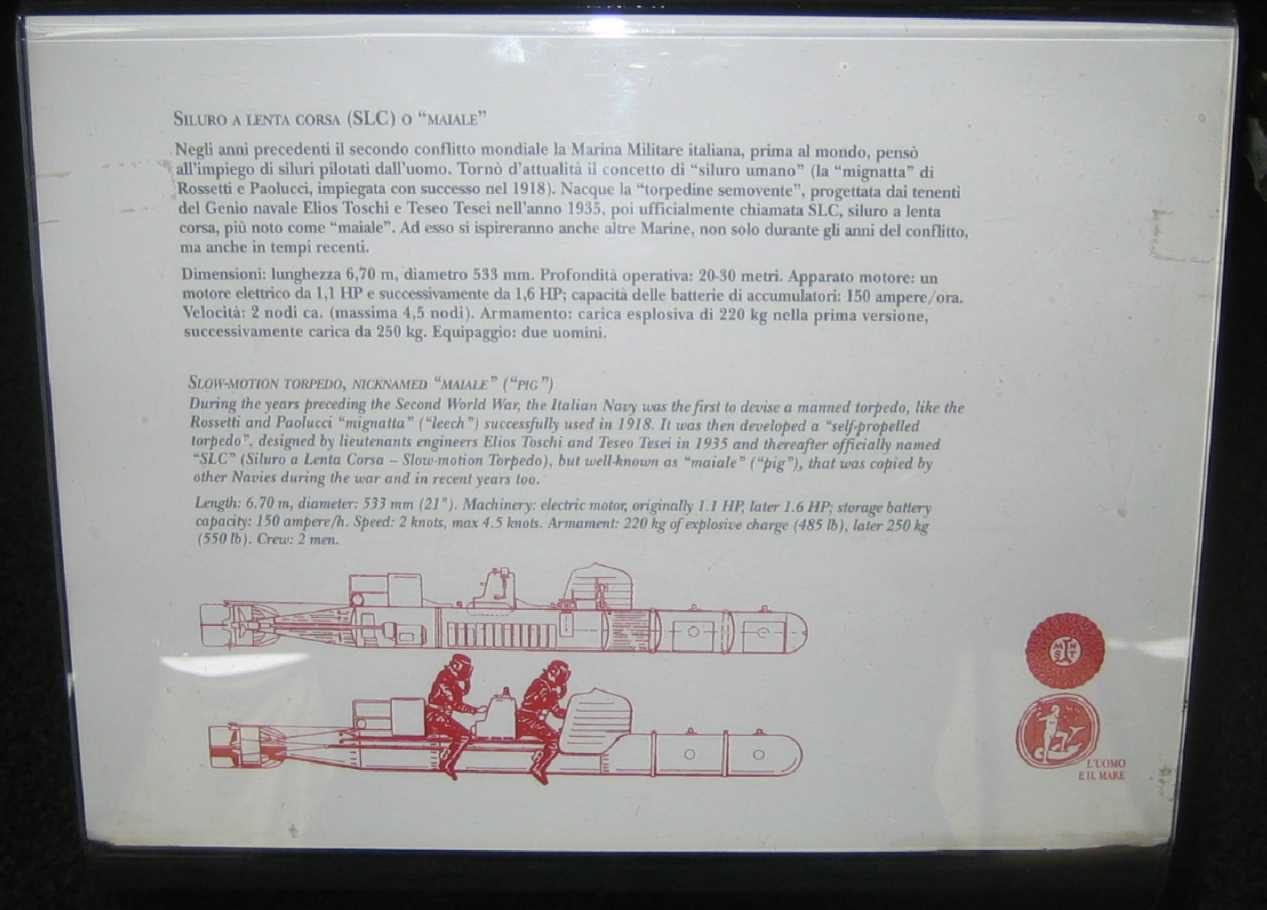 SILURO A LENTA CORSA (SLC) O “MAIALE”
Negli anni precedenti il secondo conflitto mondiale la Marina Militare italiana, prima al mondo, pensò
all'impiego di siluri pilotati dall'uomo. Tornò d'attualità il concetto di “siluro umano” (la “mignatta” di
Rossetti e Paolucci, impiegata con successo nel 1918). Nacque la “torpedine semovente”, progettata dai tenenti
del Genio navale Elios Toschi e Teseo Tesei nell'anno 1935, poi ufficialmente chiamata SLC, siluro a lenta
corsa, più noto come “maiale”. Ad esso si ispireranno anche altre Marine, non solo durante gli anni del conflitto,
ma anche in tempi recenti.
Dimensioni: lunghezza 6,70 m, diametro 533 mm. Profondità operativa: 20-30 metri. Apparato motore: un
motore elettrico da 1,1 HP e successivamente da 1,6 HP; capacità delle batterie di accumulatori: 150 ampere/ora.
Velocità: 2 nodi ca. (massima 4,5 nodi). Armamento: carica esplosiva di 220 kg nella prima versione,
successivamente carica da 250 kg. Equipaggio: due uomini.
SLOW-MOTION TORPEDO, NICKNAMED “MAIALE” (“PIG”)
During the years preceding the Second World War, the Italian Navy was the first to devise a manned torpedo, like the
Rossetti and Paolucci “mignatta” (“leech”) successfully used in 1918. It was then developed a “self-propelled
torpedo”, designed by lieutenants engineers Elios Toschi and Teseo Tesei in 1935 and thereafter officially named
“SLC” (Siluro a Lenta Corsa – Slow-motion Torpedo), but well-known as “maiale” (“pig”), that was copied by
other Navies during the war and in recent years too.
Length: 6.70 m, diameter: 533 mm (21"). Machinery: electric motor, originally 1.1 HP, later 1.6 HP; storage battery
capacity: 150 ampere/h. Speed: 2 knots, max 4.5 knots. Armament: 220 kg of explosive charge (485 lb), later 250 kg
(550 lb). Crew: 2 men.
M N
S T
L'UOMO
E IL MARE